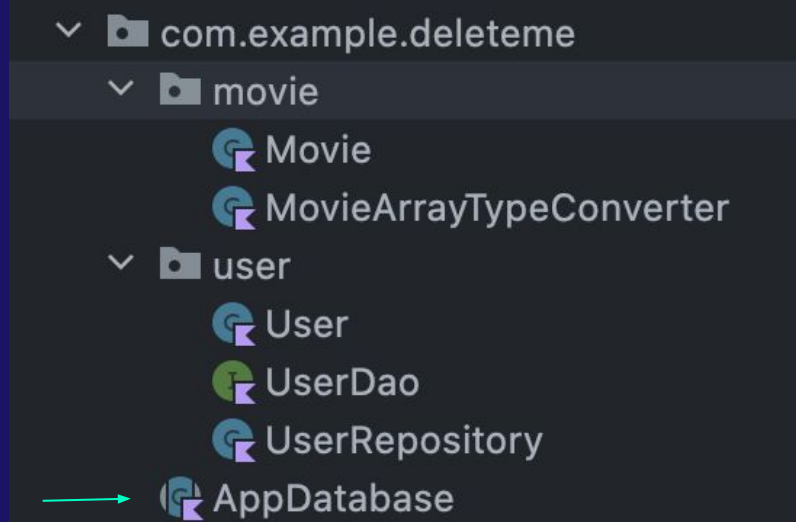 com.example.deleteme
movie
Movie
MovieArrayTypeConverter
user
User
UserDao
UserRepository
AppDatabase